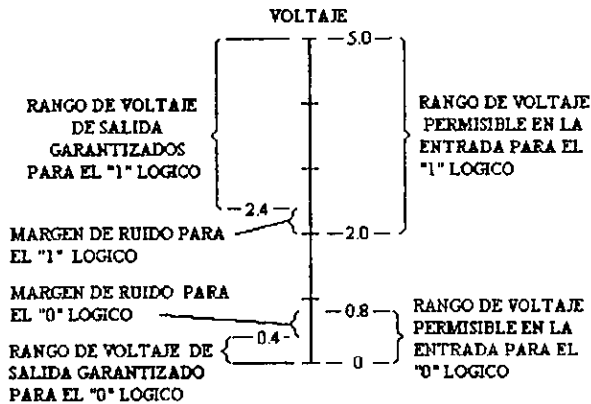 VOLTAJE
5.0
RANGO DE VOLTAJE
DE SALIDA
GARANTIZADOS
PARA EL "1" LOGICO
RANGO DE VOLTAJE
PERMISIBLE EN LA
ENTRADA PARA EL
"1" LOGICO
2.4
2.0
MARGEN DE RUIDO PARA
EL "1" LOGICO
MARGEN DE RUIDO PARA
EL "0" LOGICO
0.8
0.4
0
RANGO DE VOLTAJE DE
SALIDA GARANTIZADO
PARA EL "0" LOGICO
RANGO DE VOLTAJE
PERMISIBLE EN LA
ENTRADA PARA EL
"0" LOGICO